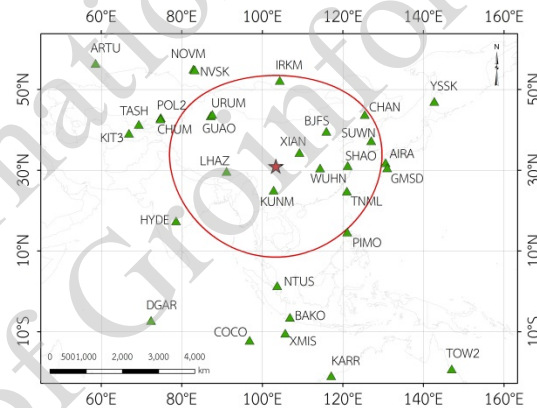 60°E 80°E 100°E 120°E 140°E 160°E
ARTU
NOVM
NVSK
IRKM
N
50°N 50°N
YSSK
TASH
POL2
URUM
CHAN
KIT3
CHUM
GUAO
BJFS
SUWN
XIAN
LHAZ
SHAO
AIRA
30°N 30°N
WUHN
GMSD
KUNM
TNML
HYDE
PIMO
10°N 10°N
NTUS
DGAR
BAKO
10°S 10°S
COCO
XMIS
KARR
TOW2
0 500 1,000 2,000 3,000 4,000
km
60°E 80°E 100°E 120°E 140°E 160°E